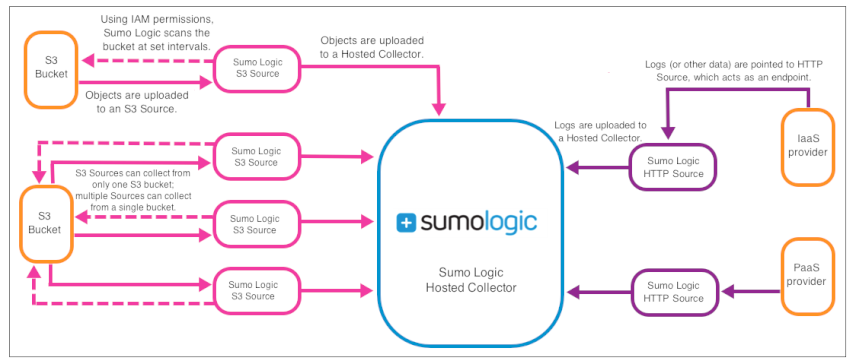 Using IAM permissions,
Sumo Logic scans the
bucket at set intervals.
S3
Bucket
Sumo Logic
S3 Source
Objects are uploaded
to an S3 Source.
Objects are uploaded
to a Hosted Collector.
Logs (or other data) are pointed to HTTP
Source, which acts as an endpoint.
Logs are uploaded to
a Hosted Collector.
IaaS
provider
Sumo Logic
HTTP Source
Sumo Logic
S3 Source
S3 Sources can collect from
only one S3 bucket;
multiple Sources can collect
from a single bucket.
S3
Bucket
Sumo Logic
S3 Source
Sumo Logic
S3 Source
sumologic
Sumo Logic
Hosted Collector
PaaS
provider
Sumo Logic
HTTP Source